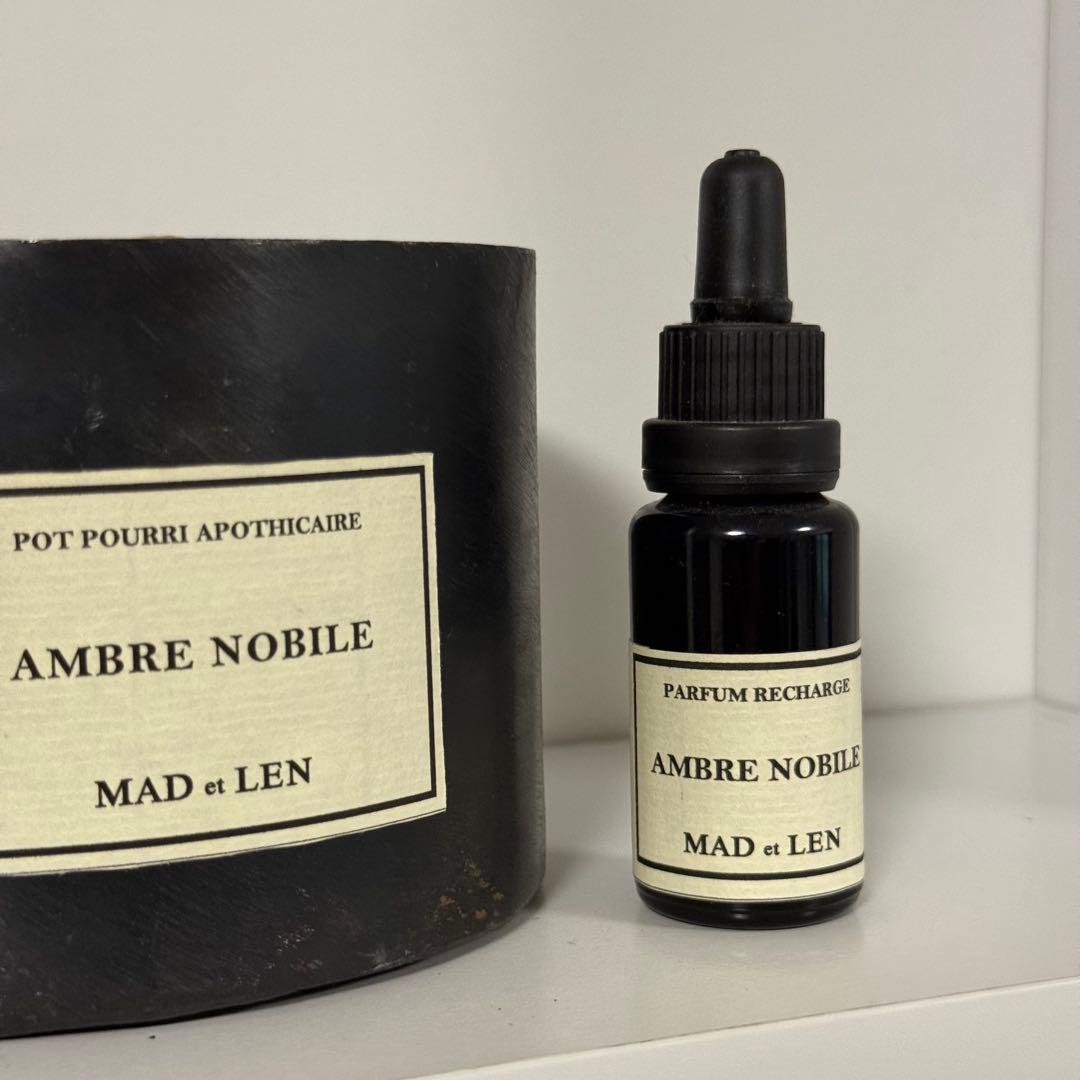 POT POURRI APOTHICAIRE
AMBRE NOBILE
MAD et LEN
PARFUM RECHARGE
AMBRE NOBILE
MAD et LEN